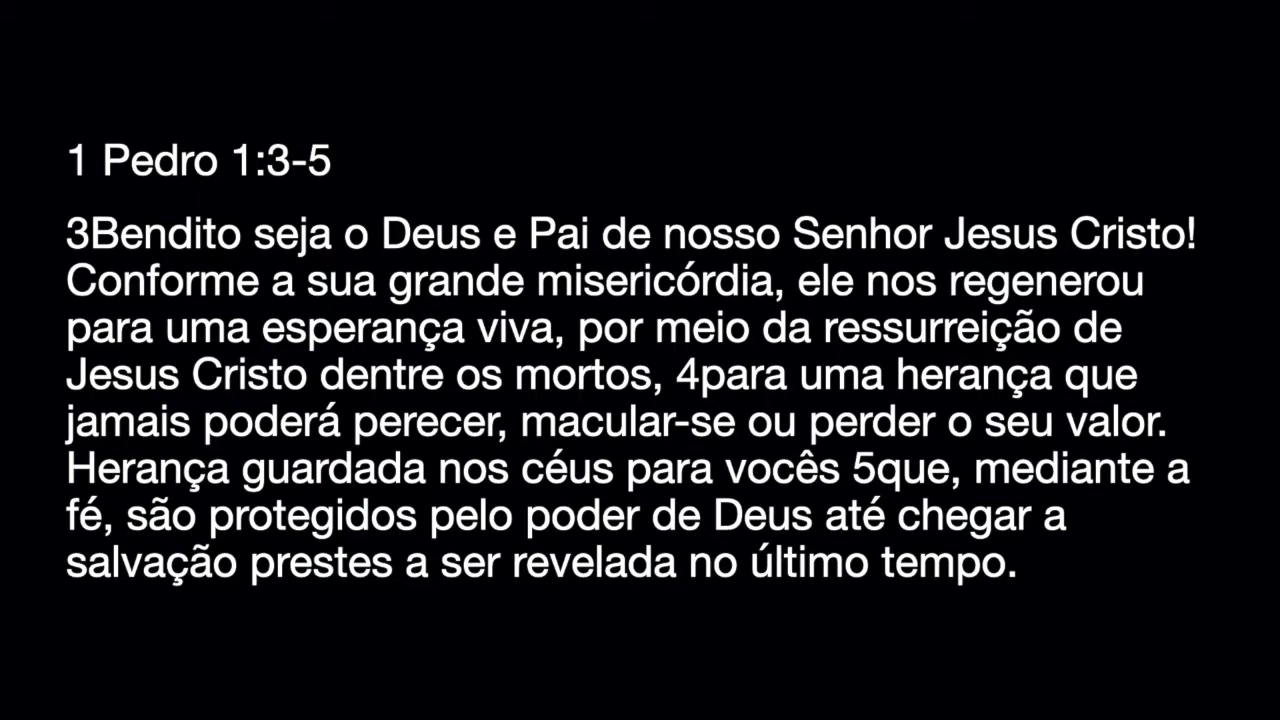 1 Pedro 1:3-5
3Bendito seja o Deus e Pai de nosso Senhor Jesus Cristo!
Conforme a sua grande misericórdia, ele nos regenerou
para uma esperança viva, por meio da ressurreição de
Jesus Cristo dentre os mortos, 4para uma herança que
jamais poderá perecer, macular-se ou perder o seu valor.
Herança guardada nos céus para vocês 5que, mediante a
fé, são protegidos pelo poder de Deus até chegar a
salvação prestes a ser revelada no último tempo.